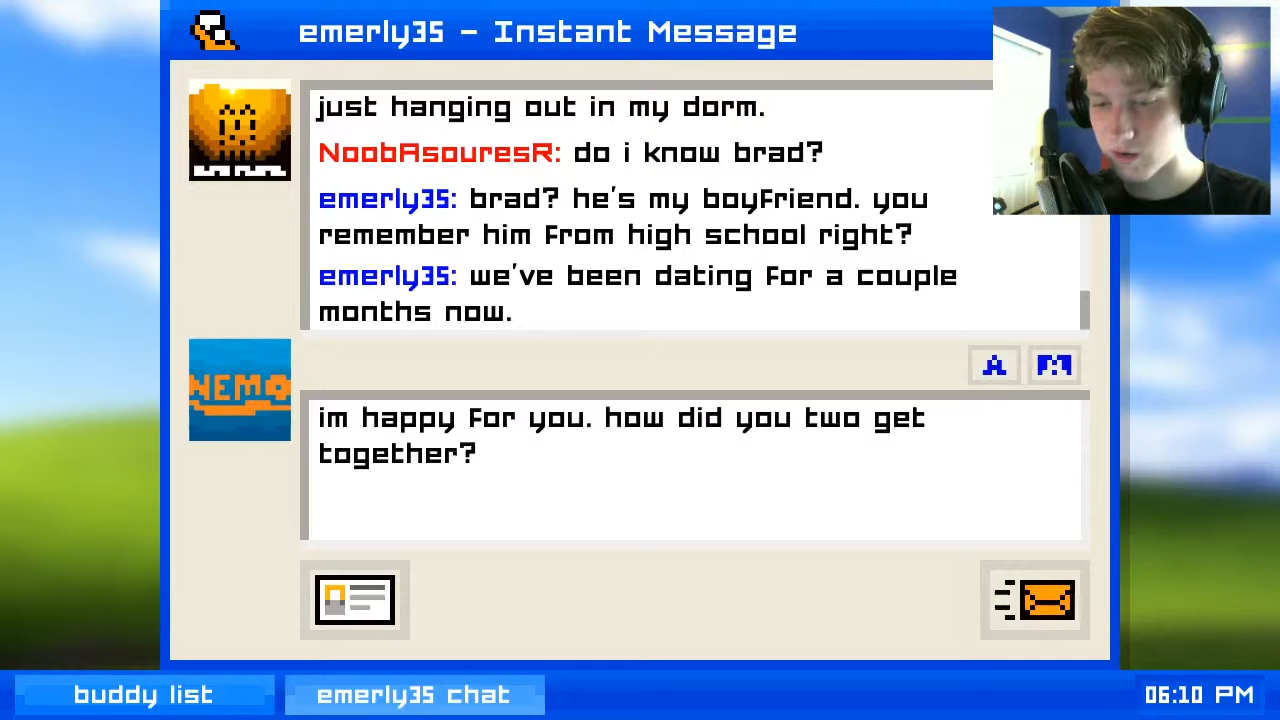 emerly35 - Instant Message
just hanging out in my dorm.
NoobAsouresR: do i know brad?
emerly35: brad? he's my boyfriend. you
remember him from high school right?
emerly35: we've been dating for a couple
months now.
NEMO
A
im happy for you. how did you two get
together?
buddy list
emerly35 chat
06:10 PM